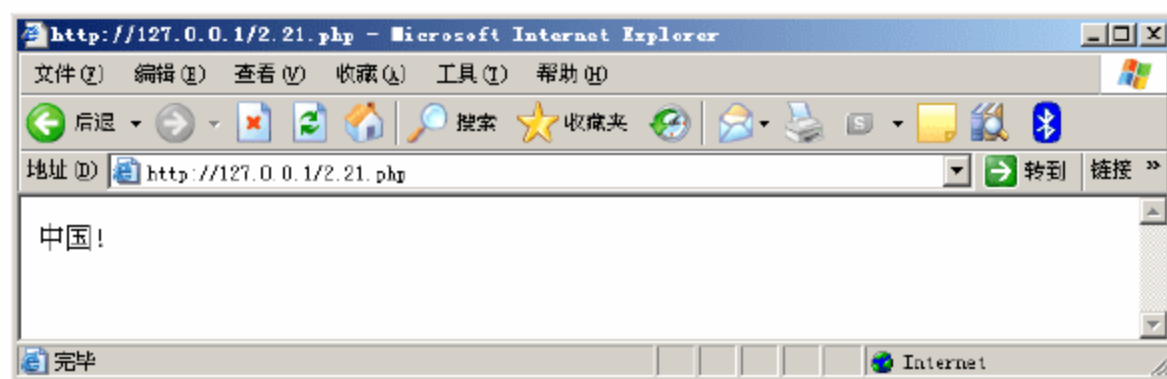 http://127.0.0.1/2.21.php - Microsoft Internet Explorer
文件(F) 编辑(E) 查看(V) 收藏(A) 工具(T) 帮助(H)
后退 搜索 收藏夹 S
地址(D) http://127.0.0.1/2.21.php 转到 链接 »
中国!
完毕 Internet